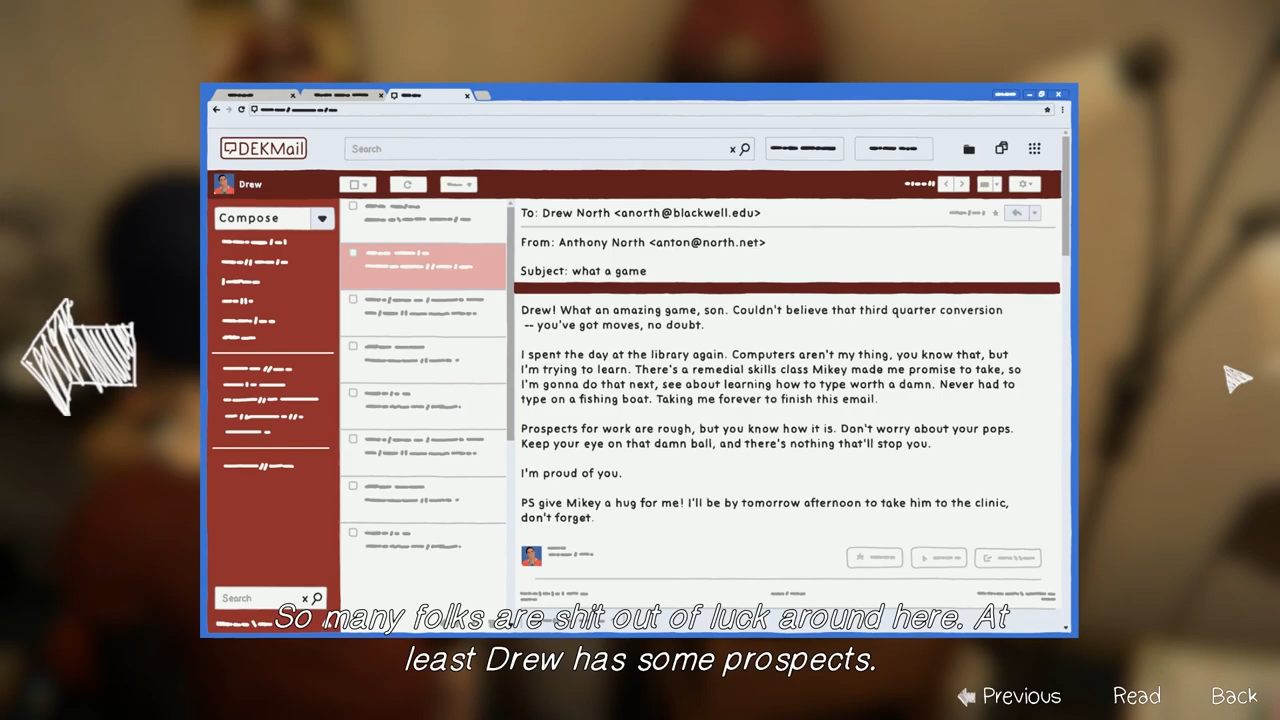 DEKMail
Search
x
Drew
Compose
To: Drew North <anorth@blackwell.edu>
From: Anthony North <anton@north.net>
Subject: what a game
Drew! What an amazing game, son. Couldn't believe that third quarter conversion
-- you've got moves, no doubt.
I spent the day at the library again. Computers aren't my thing, you know that, but
I'm trying to learn. There's a remedial skills class Mikey made me promise to take, so
I'm gonna do that next, see about learning how to type worth a damn. Never had to
type on a fishing boat. Taking me forever to finish this email.
Prospects for work are rough, but you know how it is. Don't worry about your pops.
Keep your eye on that damn ball, and there's nothing that'll stop you.
I'm proud of you.
PS give Mikey a hug for me! I'll be by tomorrow afternoon to take him to the clinic,
don't forget.
Search x
So many folks are shit out of luck around here. At
least Drew has some prospects.
Previous Read Back